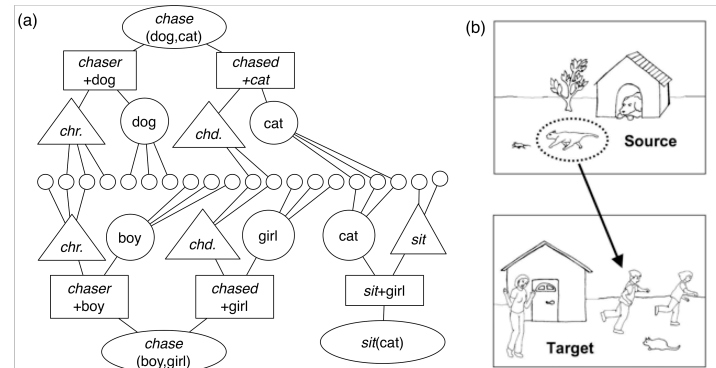 (a)
chase
(dog,cat)
chaser
+dog
chased
+cat
chr.
dog
chd.
cat
chr.
boy
chd.
girl
cat
sit
chaser
+boy
chased
+girl
sit+girl
chase
(boy,girl)
sit(cat)
(b)
Source
Target